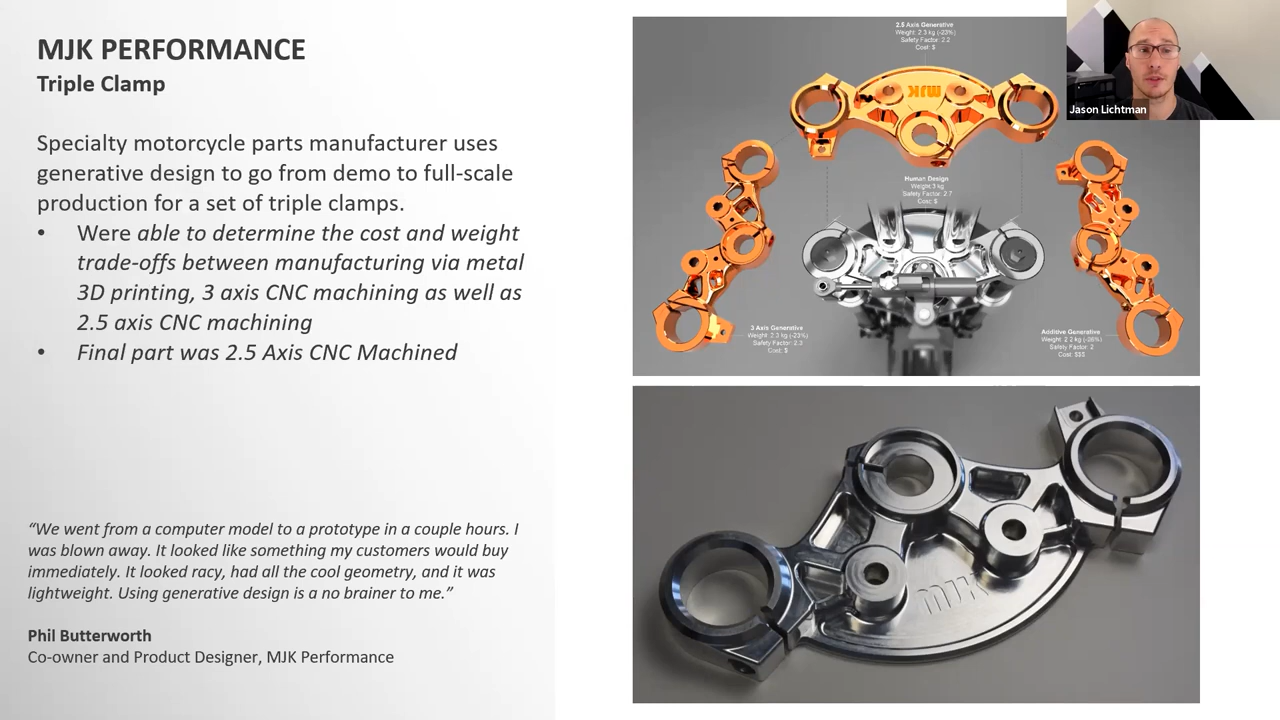 MJK PERFORMANCE
Triple Clamp
Specialty motorcycle parts manufacturer uses
generative design to go from demo to full-scale
production for a set of triple clamps.
• Were able to determine the cost and weight
trade-offs between manufacturing via metal
3D printing, 3 axis CNC machining as well as
2.5 axis CNC machining
• Final part was 2.5 Axis CNC Machined
“We went from a computer model to a prototype in a couple hours. I
was blown away. It looked like something my customers would buy
immediately. It looked racy, had all the cool geometry, and it was
lightweight. Using generative design is a no brainer to me.”
Phil Butterworth
Co-owner and Product Designer, MJK Performance
2.5 Axis Generative
Weight: 2.3 kg (-23%)
Safety Factor: 2.2
Cost: $
MJK
Human Design
Weight 3 kg
Safety Factor: 2.7
Cost: $
3 Axis Generative
Weight: 2.3 kg (-23%)
Safety Factor: 2.3
Cost: $
Additive Generative
Weight: 2.2 kg (-26%)
Safety Factor: 2
Cost: $$$
Jason Lichtman
MJK